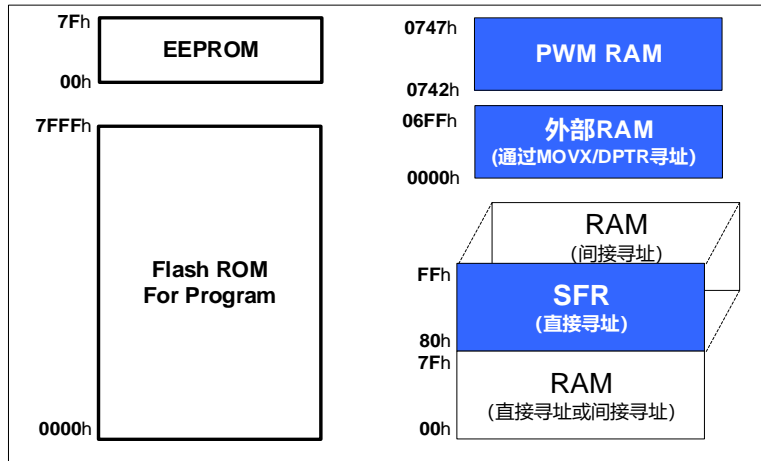 7Fh
EEPROM
00h
7FFFh
Flash ROM
For Program
0000h
0747h
PWM RAM
0742h
06FFh
外部RAM
(通过MOVX/DPTR寻址)
0000h
RAM
(间接寻址)
FFh
SFR
(直接寻址)
80h
7Fh
RAM
(直接寻址或间接寻址)
00h